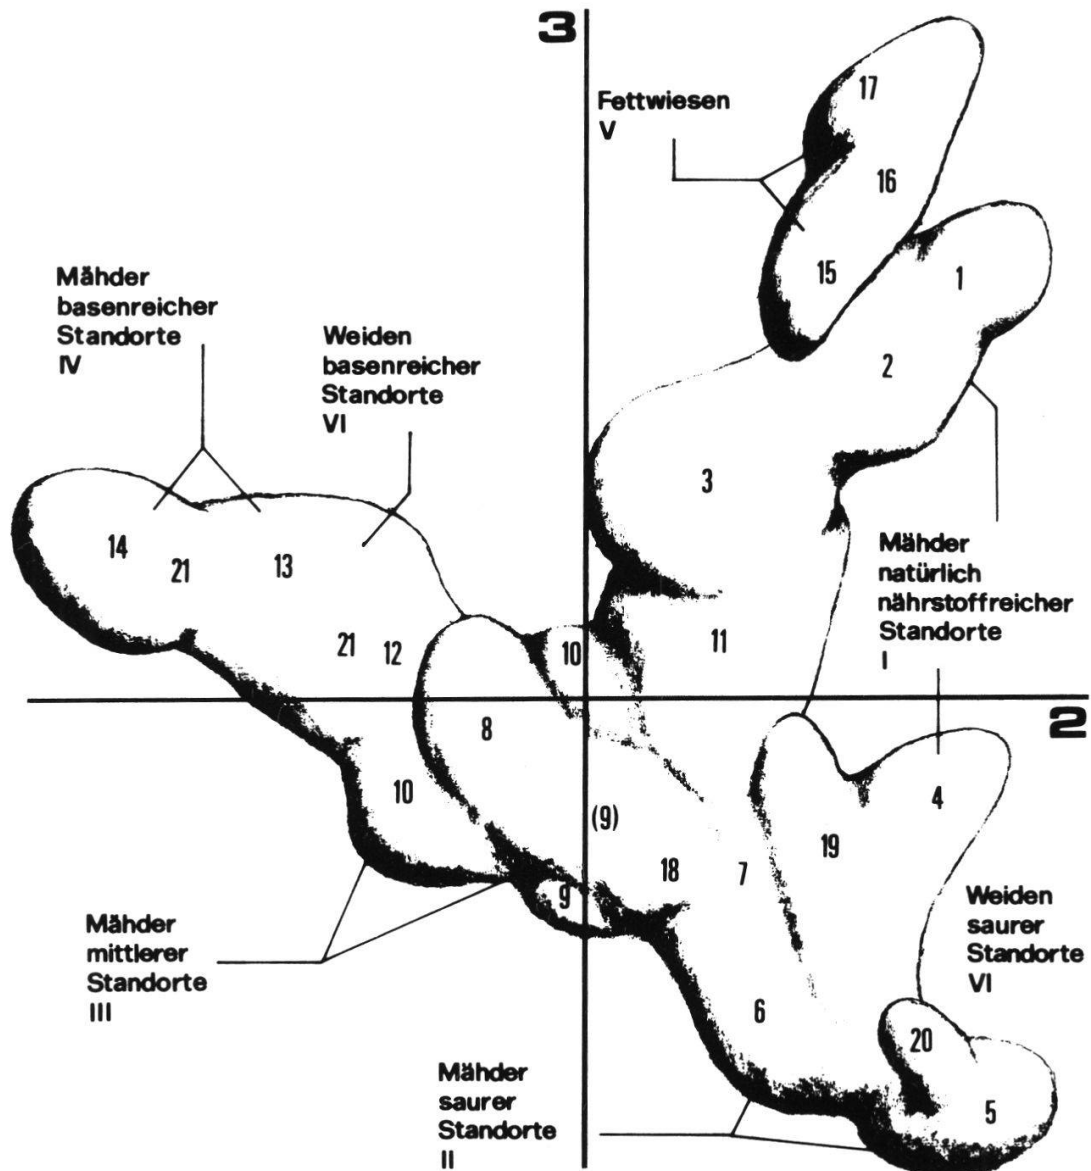 3
17
Fettwiesen
V
16
15
1
Mähder
basenreicher
Standorte
IV
Weiden
basenreicher
Standorte
VI
2
3
14
21
13
Mähder
natürlich
nährstoffreicher
Standorte
I
21
12
10
11
2
8
10
(9)
4
19
18
7
9
Weiden
saurer
Standorte
VI
Mähder
mittlerer
Standorte
III
6
20
Mähder
saurer
Standorte
II
5